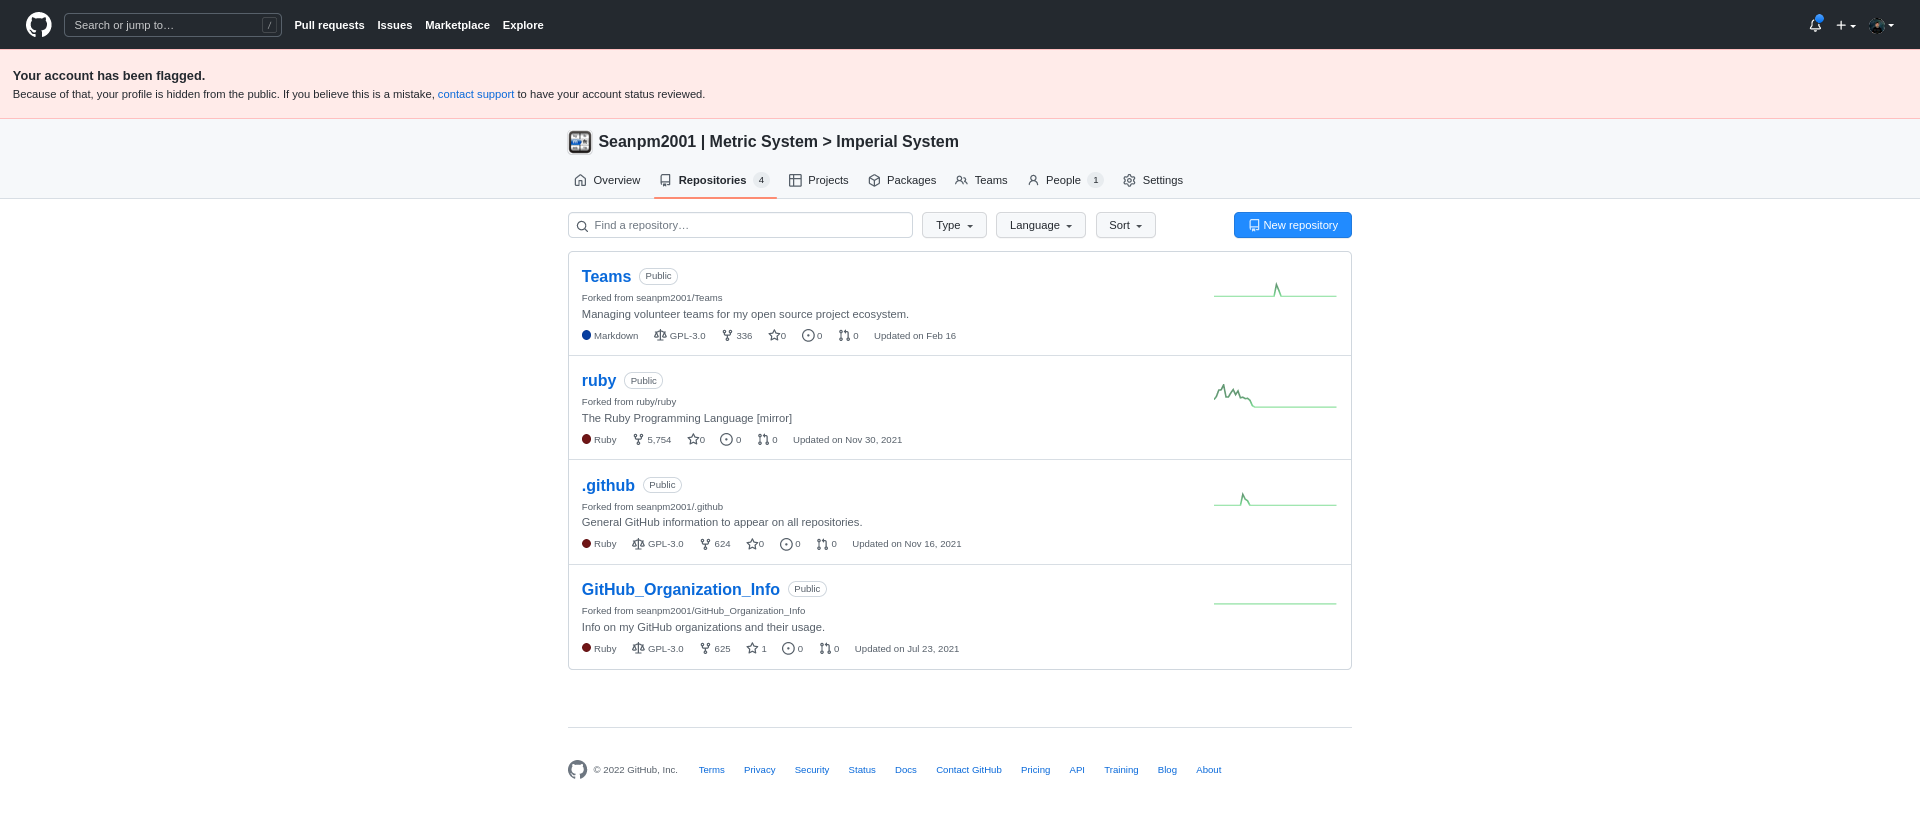 Search or jump to… /
Pull requests Issues Marketplace Explore
Your account has been flagged.
Because of that, your profile is hidden from the public. If you believe this is a mistake, contact support to have your account status reviewed.
Seanpm2001 | Metric System > Imperial System
Overview Repositories 4 Projects Packages Teams People 1 Settings
Find a repository… Type Language Sort New repository
Teams Public
Forked from seanpm2001/Teams
Managing volunteer teams for my open source project ecosystem.
Markdown GPL-3.0 336 0 0 0 Updated on Feb 16
ruby Public
Forked from ruby/ruby
The Ruby Programming Language [mirror]
Ruby 5,754 0 0 0 Updated on Nov 30, 2021
.github Public
Forked from seanpm2001/.github
General GitHub information to appear on all repositories.
Ruby GPL-3.0 624 0 0 0 Updated on Nov 16, 2021
GitHub_Organization_Info Public
Forked from seanpm2001/GitHub_Organization_Info
Info on my GitHub organizations and their usage.
Ruby GPL-3.0 625 1 0 0 Updated on Jul 23, 2021
© 2022 GitHub, Inc. Terms Privacy Security Status Docs Contact GitHub Pricing API Training Blog About